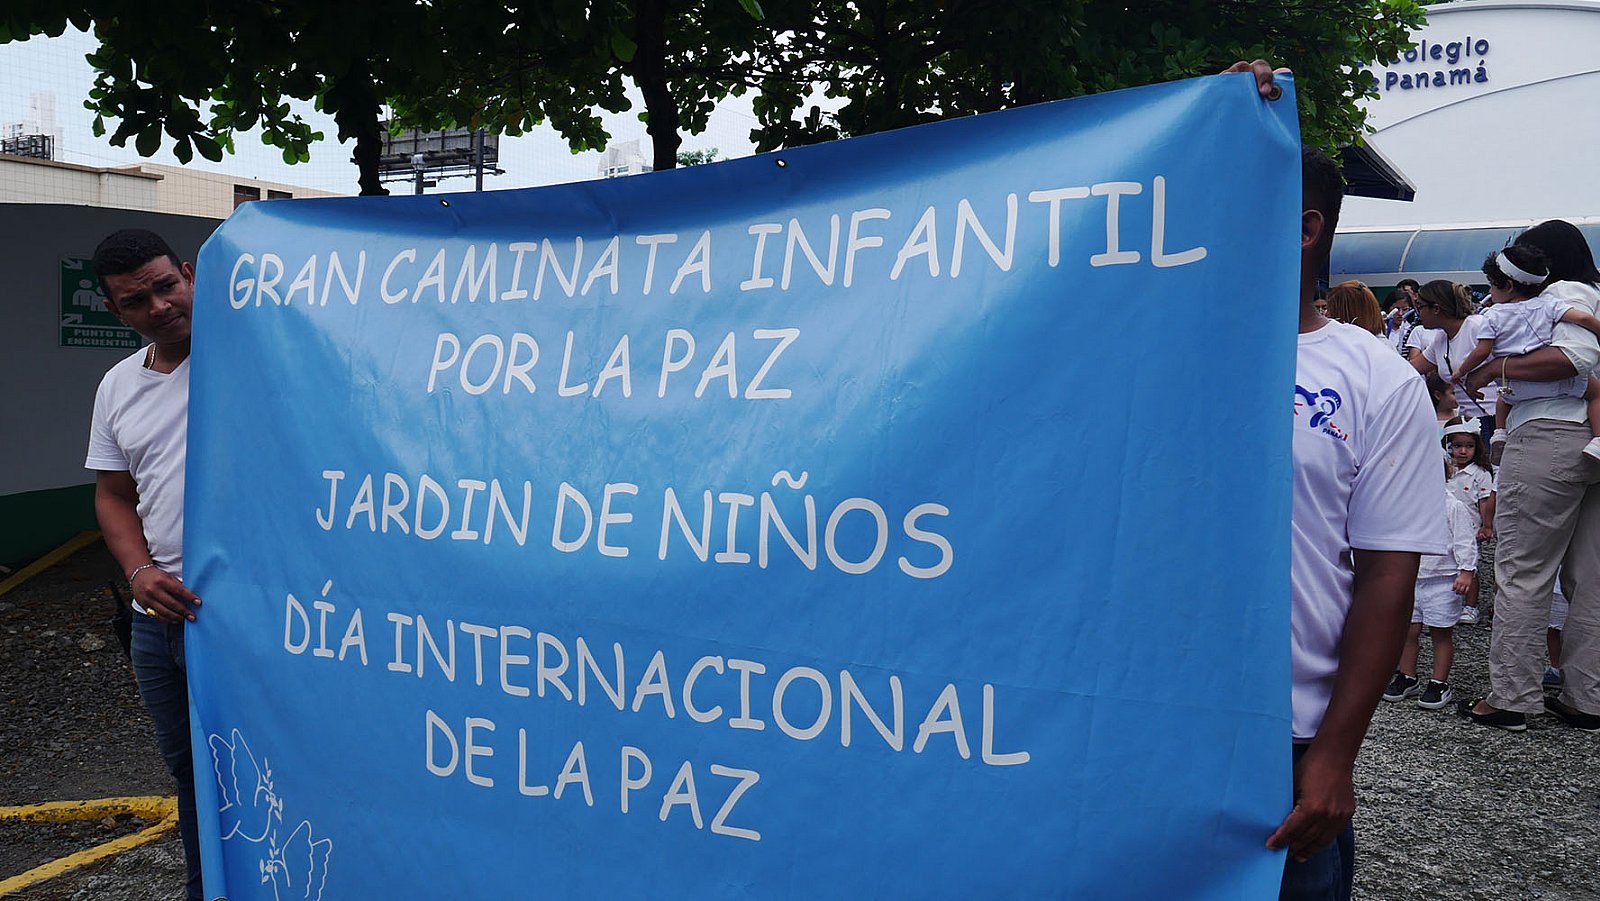 GRAN CAMINATA INFANTIL
POR LA PAZ
JARDIN DE NIÑOS
DÍA INTERNACIONAL
DE LA PAZ
PUNTO DE
ENCUENTRO
Colegio
Panamá